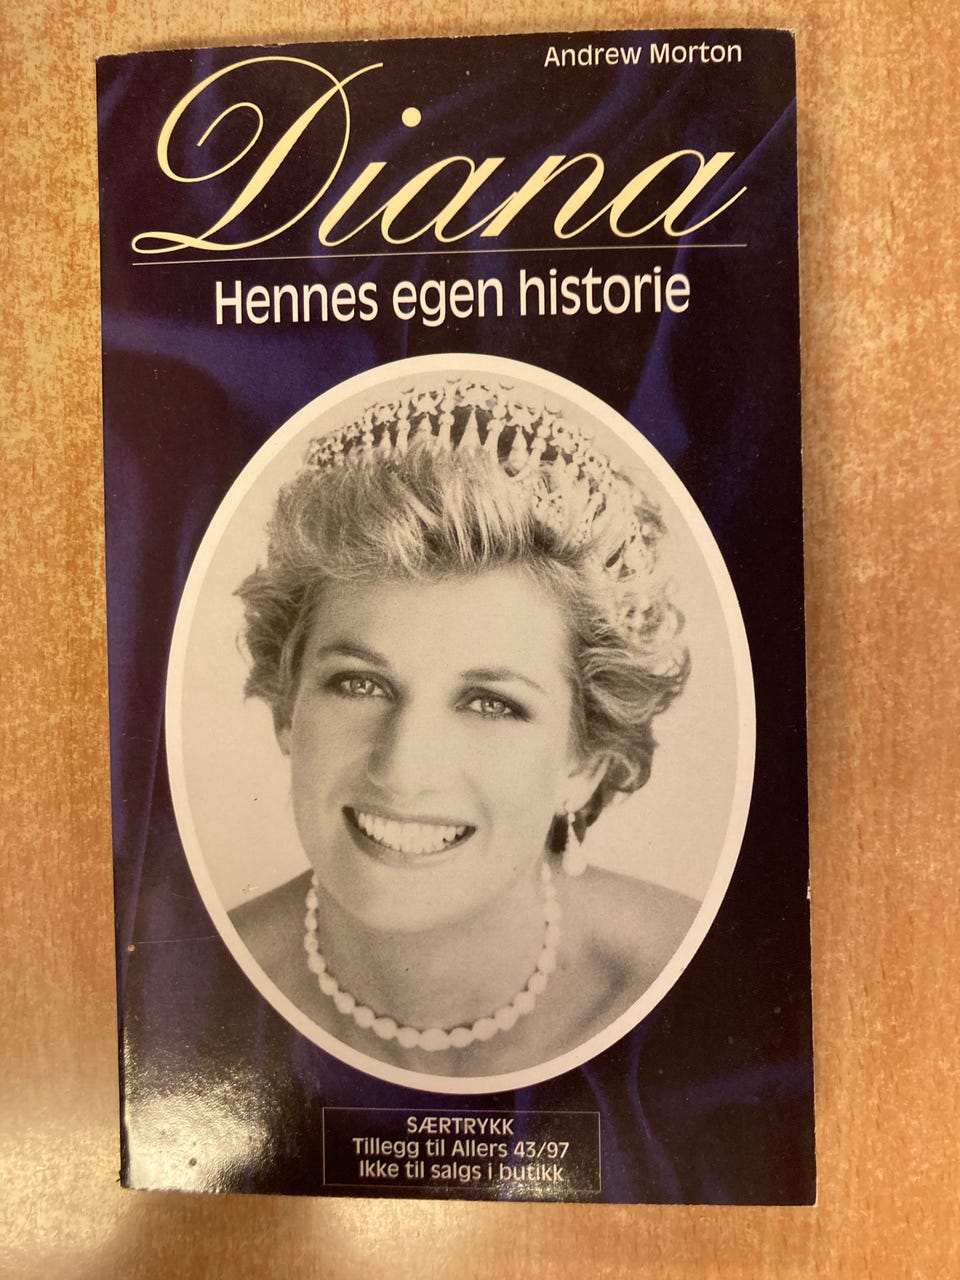 Andrew Morton
Diana
Hennes egen historie
SÆRTRYKK
Tillegg til Allers 43/97
Ikke til salgs i butikk